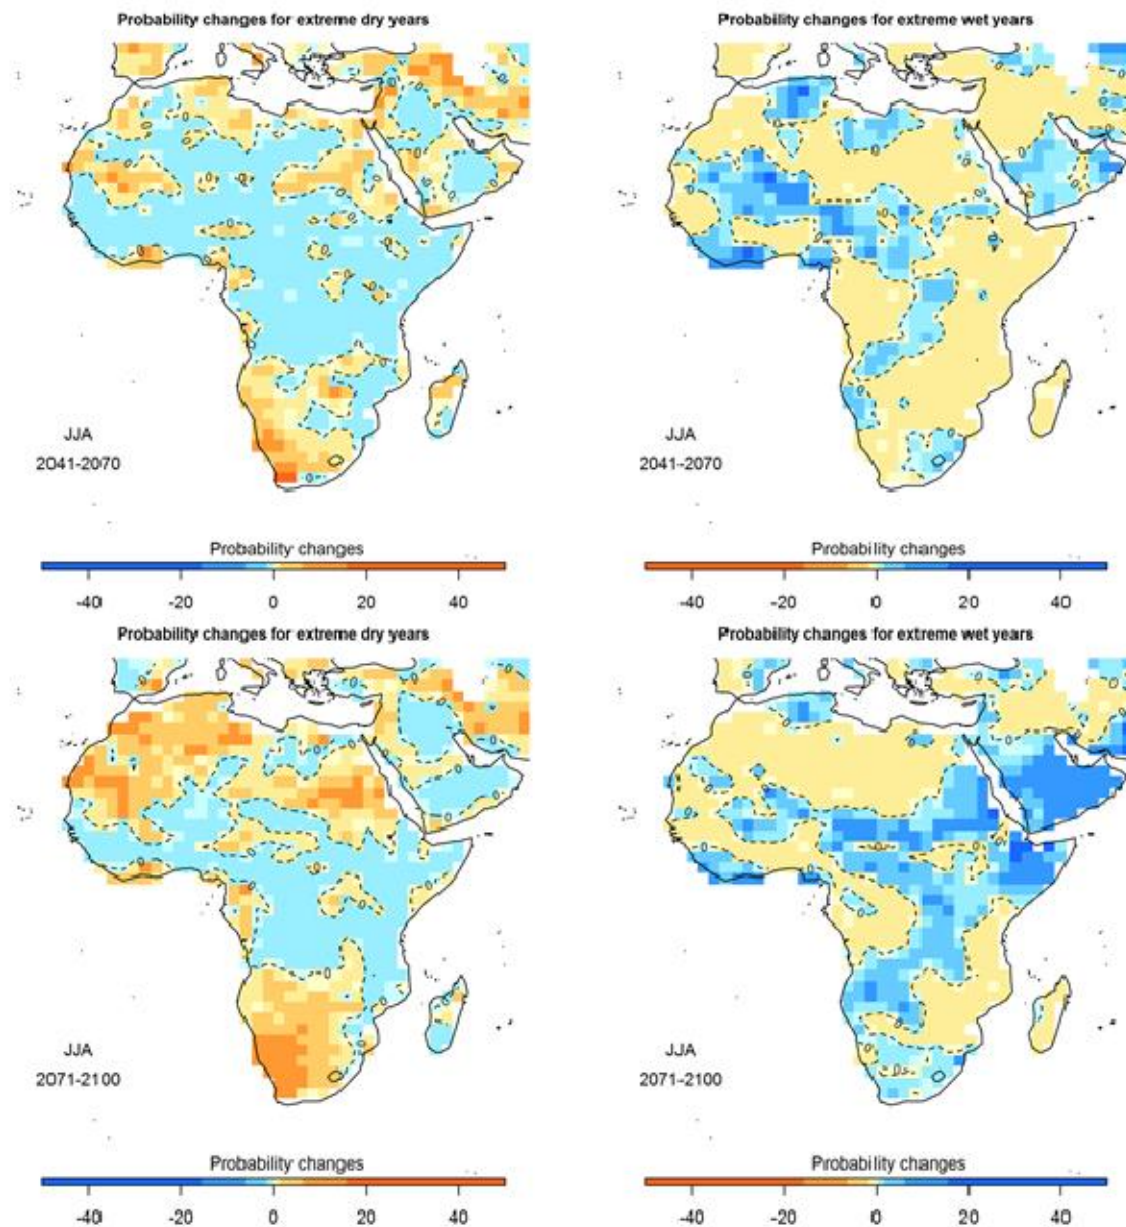 Probability changes for extreme dry years
Probability changes for extreme wet years
JJA
2041-2070
JJA
2041-2070
Probability changes
-40 -20 0 20 40
Probability changes
-40 -20 0 20 40
Probability changes for extreme dry years
Probability changes for extreme wet years
JJA
2071-2100
JJA
2071-2100
Probability changes
-40 -20 0 20 40
Probability changes
-40 -20 0 20 40